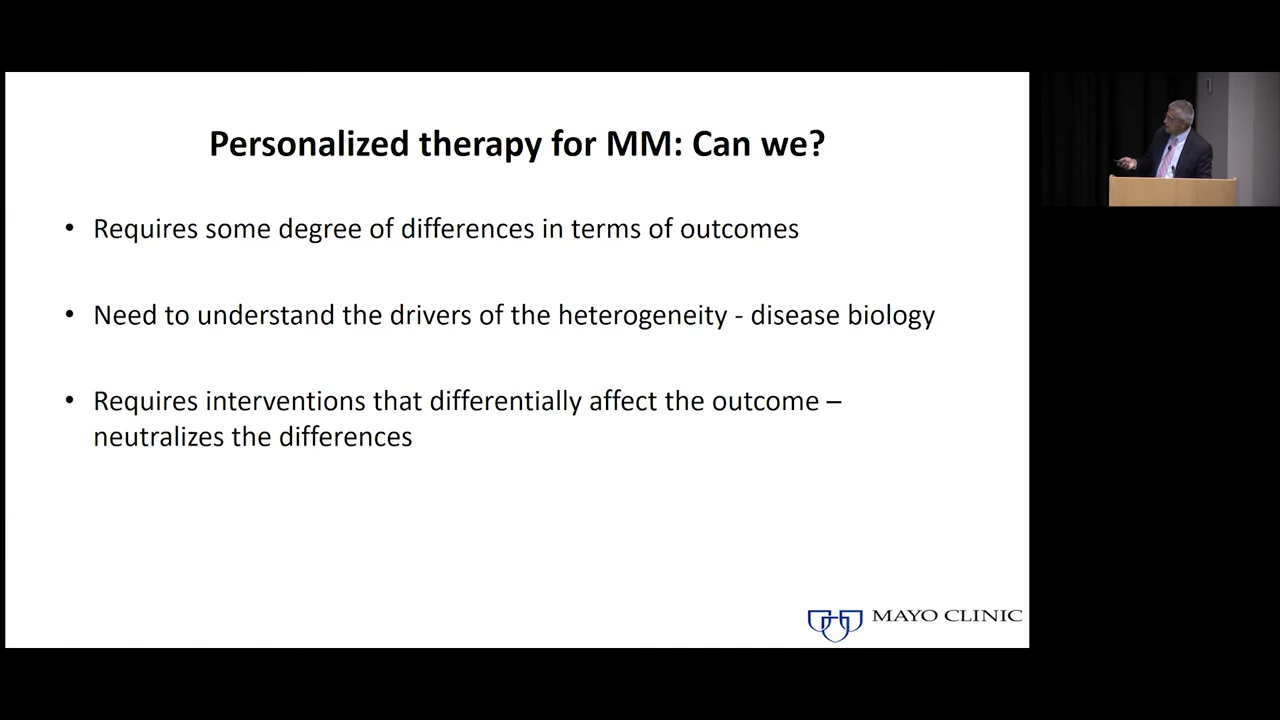 Personalized therapy for MM: Can we?
• Requires some degree of differences in terms of outcomes
• Need to understand the drivers of the heterogeneity - disease biology
• Requires interventions that differentially affect the outcome –
neutralizes the differences
MAYO CLINIC